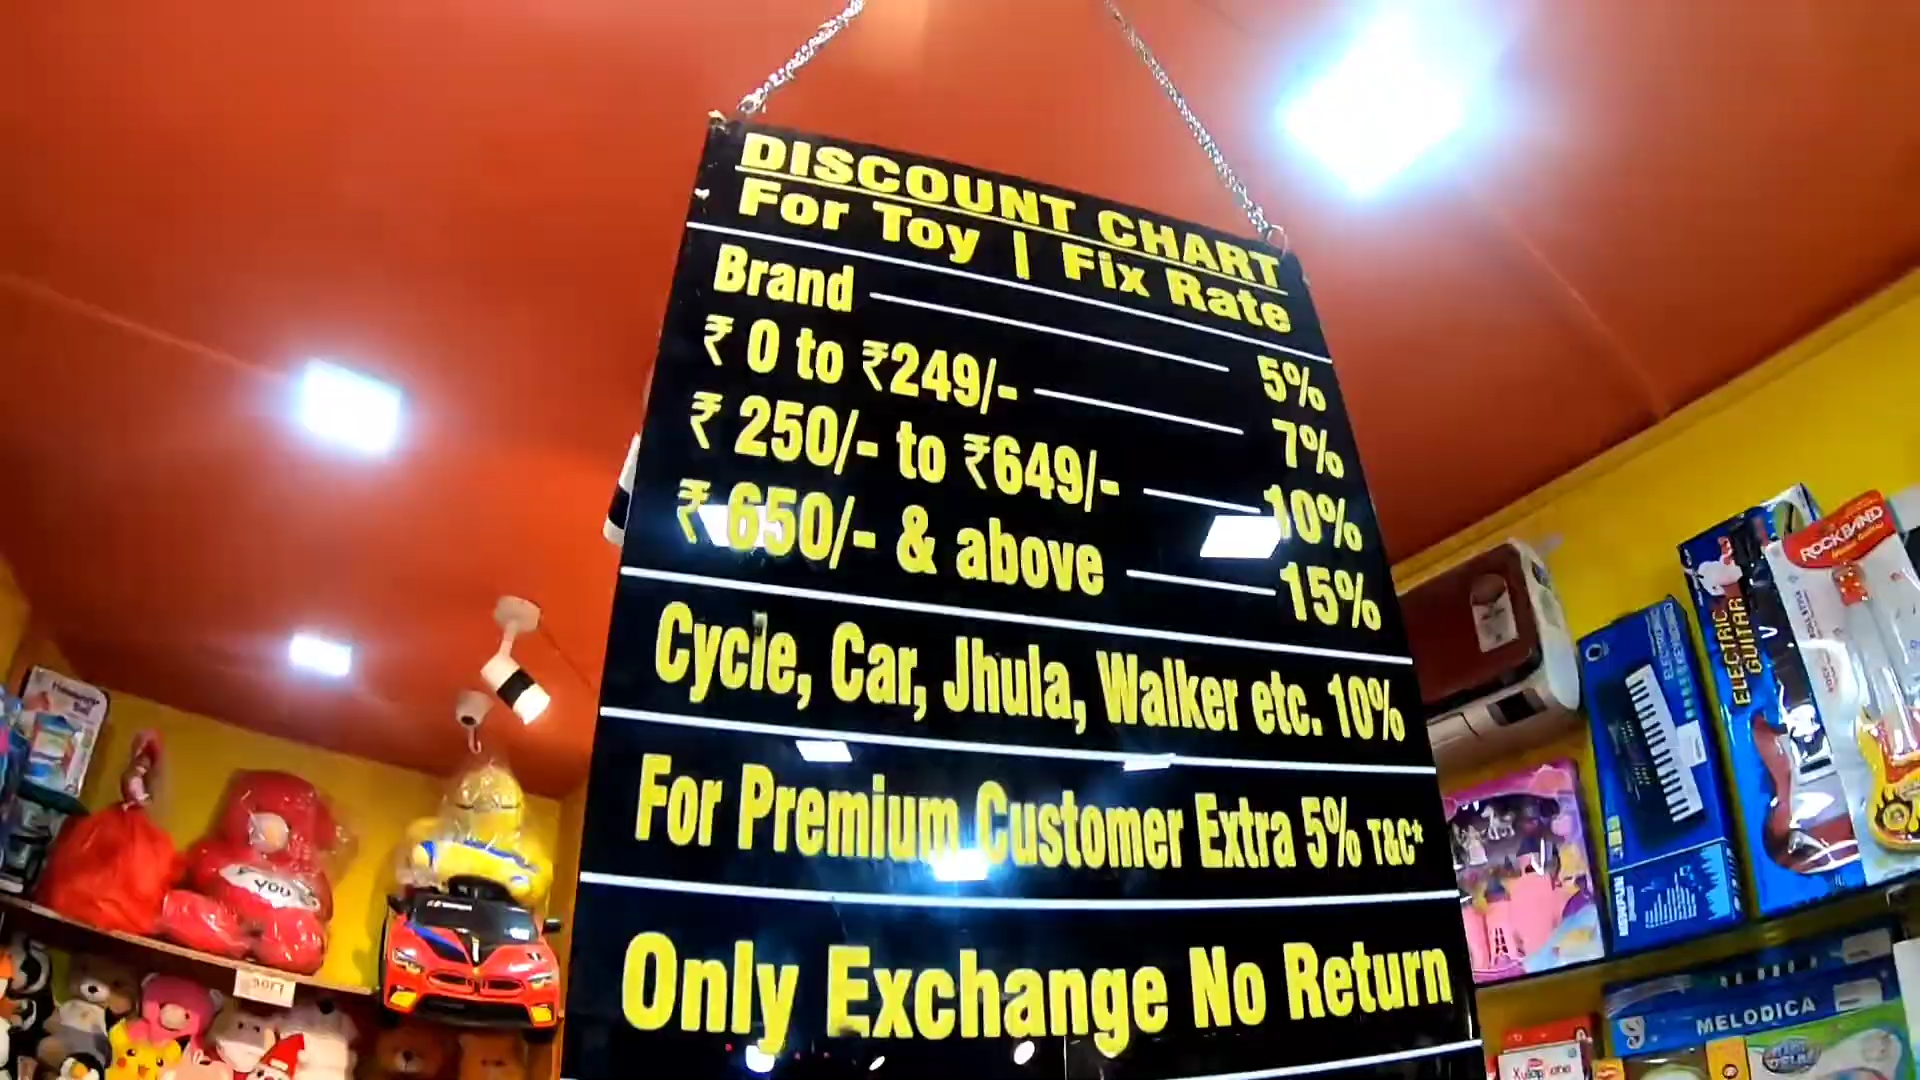 DISCOUNT CHART
For Toy | Fix Rate
Brand 5%
₹ 0 to ₹249/- 7%
₹ 250/- to ₹649/- 10%
₹ 650/- & above 15%
Cycle, Car, Jhula, Walker etc. 10%
For Premium Customer Extra 5% T&C*
Only Exchange No Return
ROCK BAND
ELECTRIC GUITAR
MELODICA
YOU
SOFT